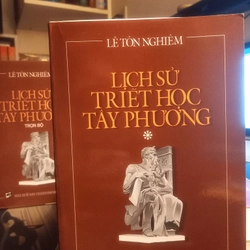 LÊ TÔN NGHIÊM
LỊCH SỬ
TRIẾT HỌC
TÂY PHƯƠNG
LÊ TÔN NGHIÊM
LỊCH SỬ
TRIẾT HỌC
TÂY PHƯƠNG
TRỌN BỘ